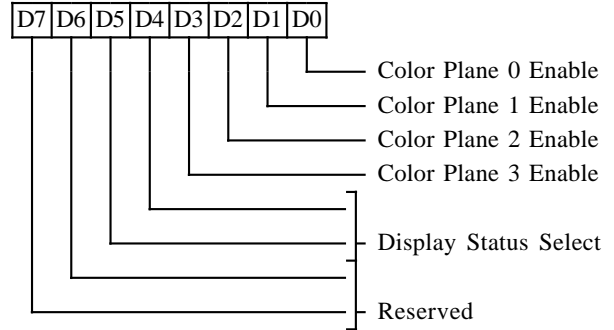 D7 D6 D5 D4 D3 D2 D1 D0
Color Plane 0 Enable
Color Plane 1 Enable
Color Plane 2 Enable
Color Plane 3 Enable
Display Status Select
Reserved